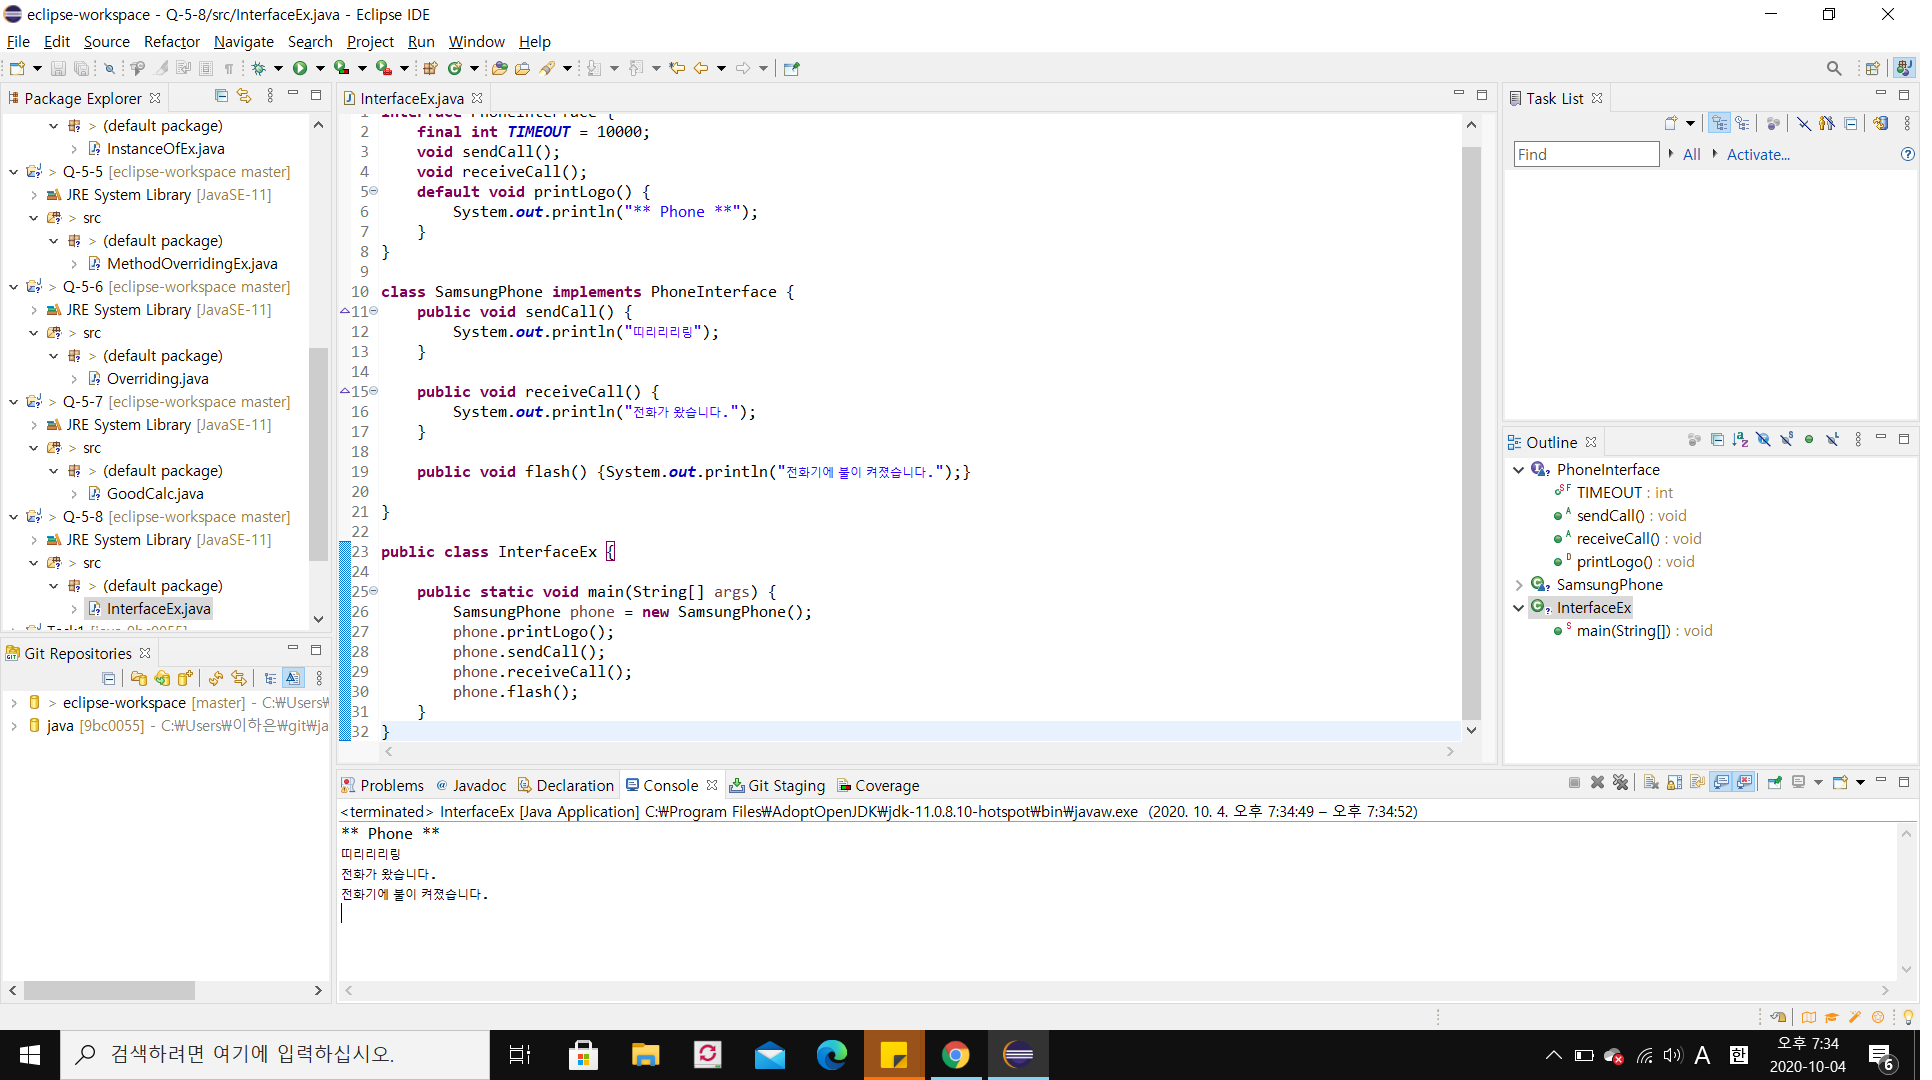 eclipse-workspace - Q-5-8/src/InterfaceEx.java - Eclipse IDE
File Edit Source Refactor Navigate Search Project Run Window Help
Package Explorer
> (default package)
InstanceOfEx.java
> Q-5-5 [eclipse-workspace master]
JRE System Library [JavaSE-11]
> src
> (default package)
MethodOverridingEx.java
> Q-5-6 [eclipse-workspace master]
JRE System Library [JavaSE-11]
> src
> (default package)
Overriding.java
> Q-5-7 [eclipse-workspace master]
JRE System Library [JavaSE-11]
> src
> (default package)
GoodCalc.java
> Q-5-8 [eclipse-workspace master]
JRE System Library [JavaSE-11]
> src
> (default package)
InterfaceEx.java
Task1 [java 9bc0055]
Git Repositories
> eclipse-workspace [master] - C:₩Users₩
java [9bc0055] - C:₩Users₩이하은₩git₩ja
InterfaceEx.java
1 interface PhoneInterface {
2 final int TIMEOUT = 10000;
3 void sendCall();
4 void receiveCall();
5 default void printLogo() {
6 System.out.println("** Phone **");
7 }
8 }
9
10 class SamsungPhone implements PhoneInterface {
11 public void sendCall() {
12 System.out.println("띠리리리링");
13 }
14
15 public void receiveCall() {
16 System.out.println("전화가 왔습니다.");
17 }
18
19 public void flash() {System.out.println("전화기에 불이 켜졌습니다.");}
20
21 }
22
23 public class InterfaceEx {
24
25 public static void main(String[] args) {
26 SamsungPhone phone = new SamsungPhone();
27 phone.printLogo();
28 phone.sendCall();
29 phone.receiveCall();
30 phone.flash();
31 }
32 }
Problems @ Javadoc Declaration Console Git Staging Coverage
<terminated> InterfaceEx [Java Application] C:₩Program Files₩AdoptOpenJDK₩jdk-11.0.8.10-hotspot₩bin₩javaw.exe (2020. 10. 4. 오후 7:34:49 – 오후 7:34:52)
** Phone **
띠리리리링
전화가 왔습니다.
전화기에 불이 켜졌습니다.
Task List
Find All Activate...
Outline
PhoneInterface
TIMEOUT : int
sendCall() : void
receiveCall() : void
printLogo() : void
SamsungPhone
InterfaceEx
main(String[]) : void
검색하려면 여기에 입력하십시오.
A 한
오후 7:34
2020-10-04
6